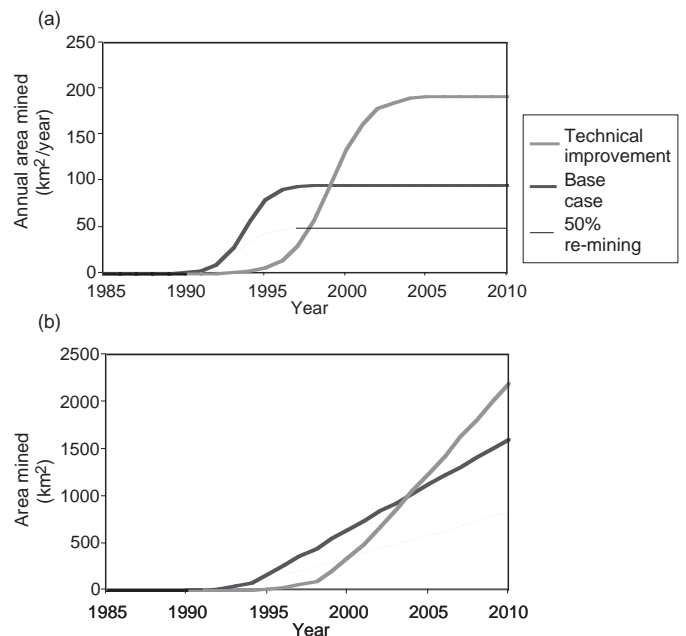 (a)
250
200
150
100
50
0
Annual area mined
(km2/year)
1985 1990 1995 2000 2005 2010
Year
Technical
improvement
Base
case
50%
re-mining
(b)
2500
2000
1500
1000
500
0
Area mined
(km2)
1985 1990 1995 2000 2005 2010
Year